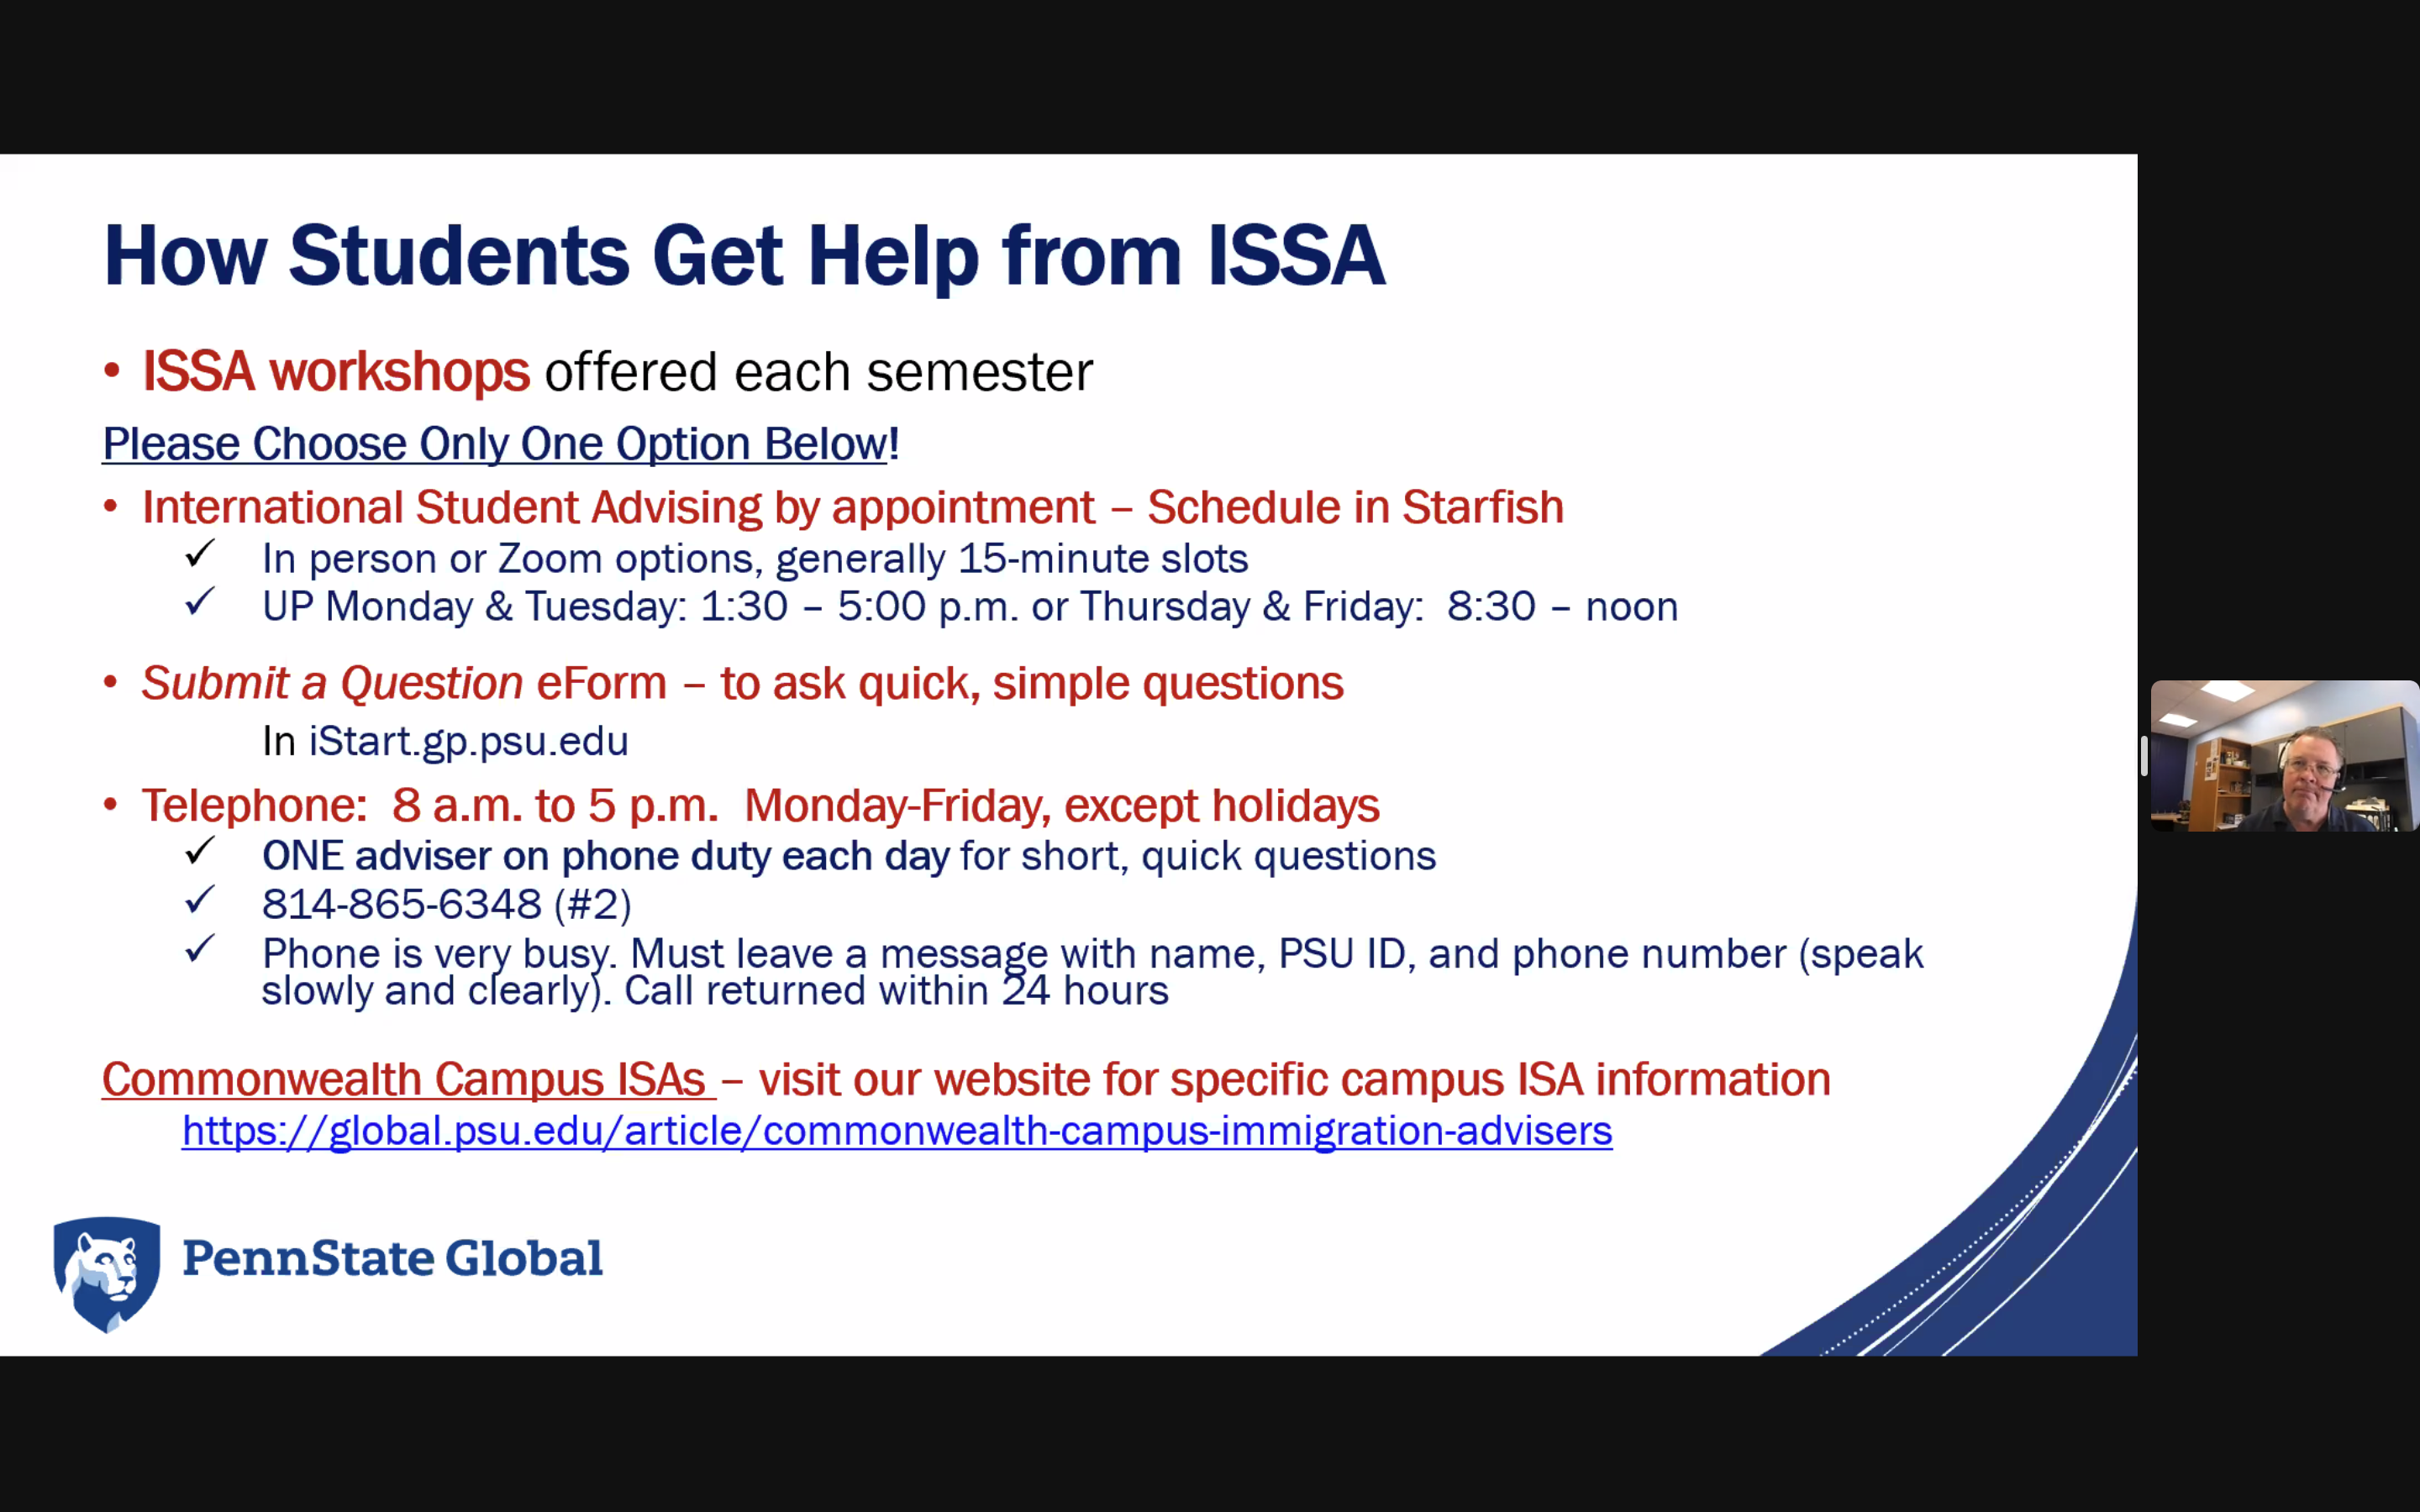 How Students Get Help from ISSA
• ISSA workshops offered each semester
Please Choose Only One Option Below!
• International Student Advising by appointment – Schedule in Starfish
✓ In person or Zoom options, generally 15-minute slots
✓ UP Monday & Tuesday: 1:30 – 5:00 p.m. or Thursday & Friday: 8:30 – noon
• Submit a Question eForm – to ask quick, simple questions
In iStart.gp.psu.edu
• Telephone: 8 a.m. to 5 p.m. Monday-Friday, except holidays
✓ ONE adviser on phone duty each day for short, quick questions
✓ 814-865-6348 (#2)
✓ Phone is very busy. Must leave a message with name, PSU ID, and phone number (speak
slowly and clearly). Call returned within 24 hours
Commonwealth Campus ISAs – visit our website for specific campus ISA information
https://global.psu.edu/article/commonwealth-campus-immigration-advisers
PennState Global